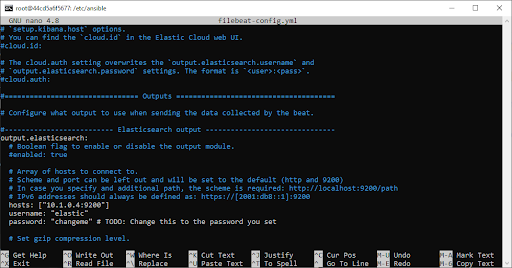 root@44cd5a6f5677: /etc/ansible
GNU nano 4.8 filebeat-config.yml
# `setup.kibana.host` options.
# You can find the `cloud.id` in the Elastic Cloud web UI.
#cloud.id:
# The cloud.auth setting overwrites the `output.elasticsearch.username` and
# `output.elasticsearch.password` settings. The format is `<user>:<pass>`.
#cloud.auth:
#============================== Outputs =====================================
# Configure what output to use when sending the data collected by the beat.
#-------------------------- Elasticsearch output ------------------------------
output.elasticsearch:
# Boolean flag to enable or disable the output module.
#enabled: true
# Array of hosts to connect to.
# Scheme and port can be left out and will be set to the default (http and 9200)
# In case you specify and additional path, the scheme is required: http://localhost:9200/path
# IPv6 addresses should always be defined as: https://[2001:db8::1]:9200
hosts: ["10.1.0.4:9200"]
username: "elastic"
password: "changeme" # TODO: Change this to the password you set
# Set gzip compression level.
^G Get Help ^O Write Out ^W Where Is ^K Cut Text ^J Justify ^C Cur Pos M-U Undo M-A Mark Text
^X Exit ^R Read File ^\ Replace ^U Paste Text ^T To Spell ^_ Go To Line M-E Redo M-6 Copy Text